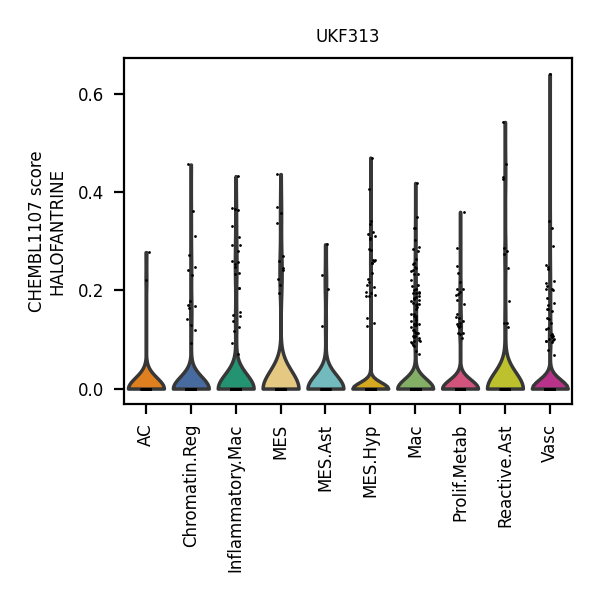 UKF313
CHEMBL1107 score
HALOFANTRINE
0.6
0.4
0.2
0.0
AC
Chromatin.Reg
Inflammatory.Mac
MES
MES.Ast
MES.Hyp
Mac
Prolif.Metab
Reactive.Ast
Vasc